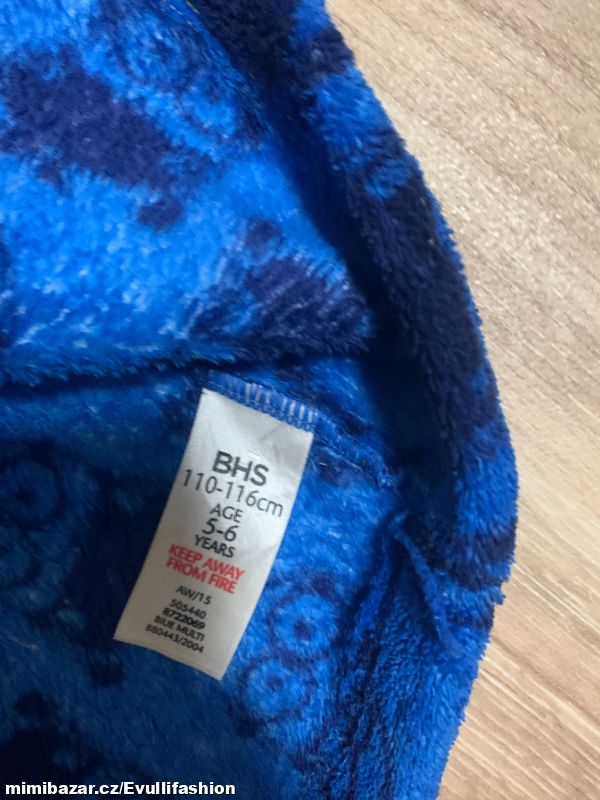 BHS
110-116cm
AGE
5-6
YEARS
KEEP AWAY
FROM FIRE
AW/15
505440
8722069
BLUE MULTI
880443/2004
mimibazar.cz/Evullifashion